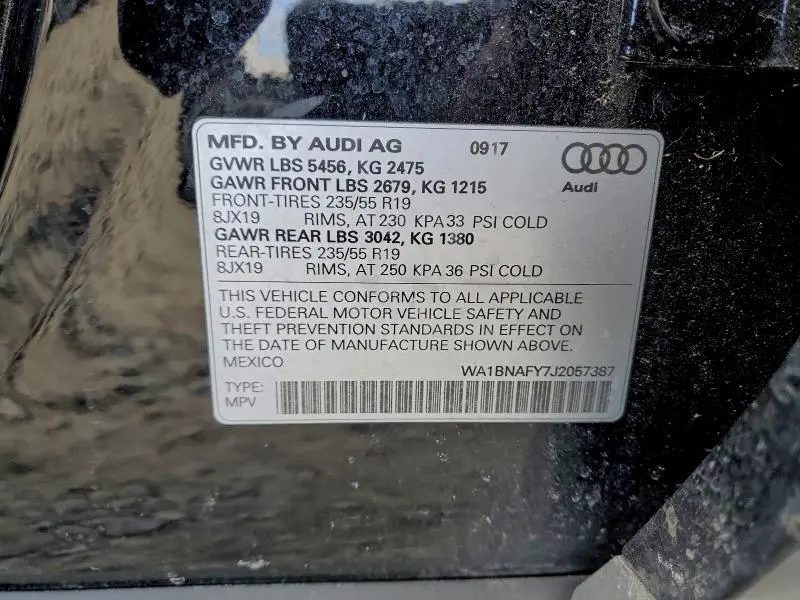 MFD. BY AUDI AG 0917
GVWR LBS 5456, KG 2475
GAWR FRONT LBS 2679, KG 1215
Audi
FRONT-TIRES 235/55 R19
8JX19 RIMS, AT 230 KPA 33 PSI COLD
GAWR REAR LBS 3042, KG 1380
REAR-TIRES 235/55 R19
8JX19 RIMS, AT 250 KPA 36 PSI COLD
THIS VEHICLE CONFORMS TO ALL APPLICABLE
U.S. FEDERAL MOTOR VEHICLE SAFETY AND
THEFT PREVENTION STANDARDS IN EFFECT ON
THE DATE OF MANUFACTURE SHOWN ABOVE.
MEXICO WA1BNAFY7J2057387
TYPE:
MPV